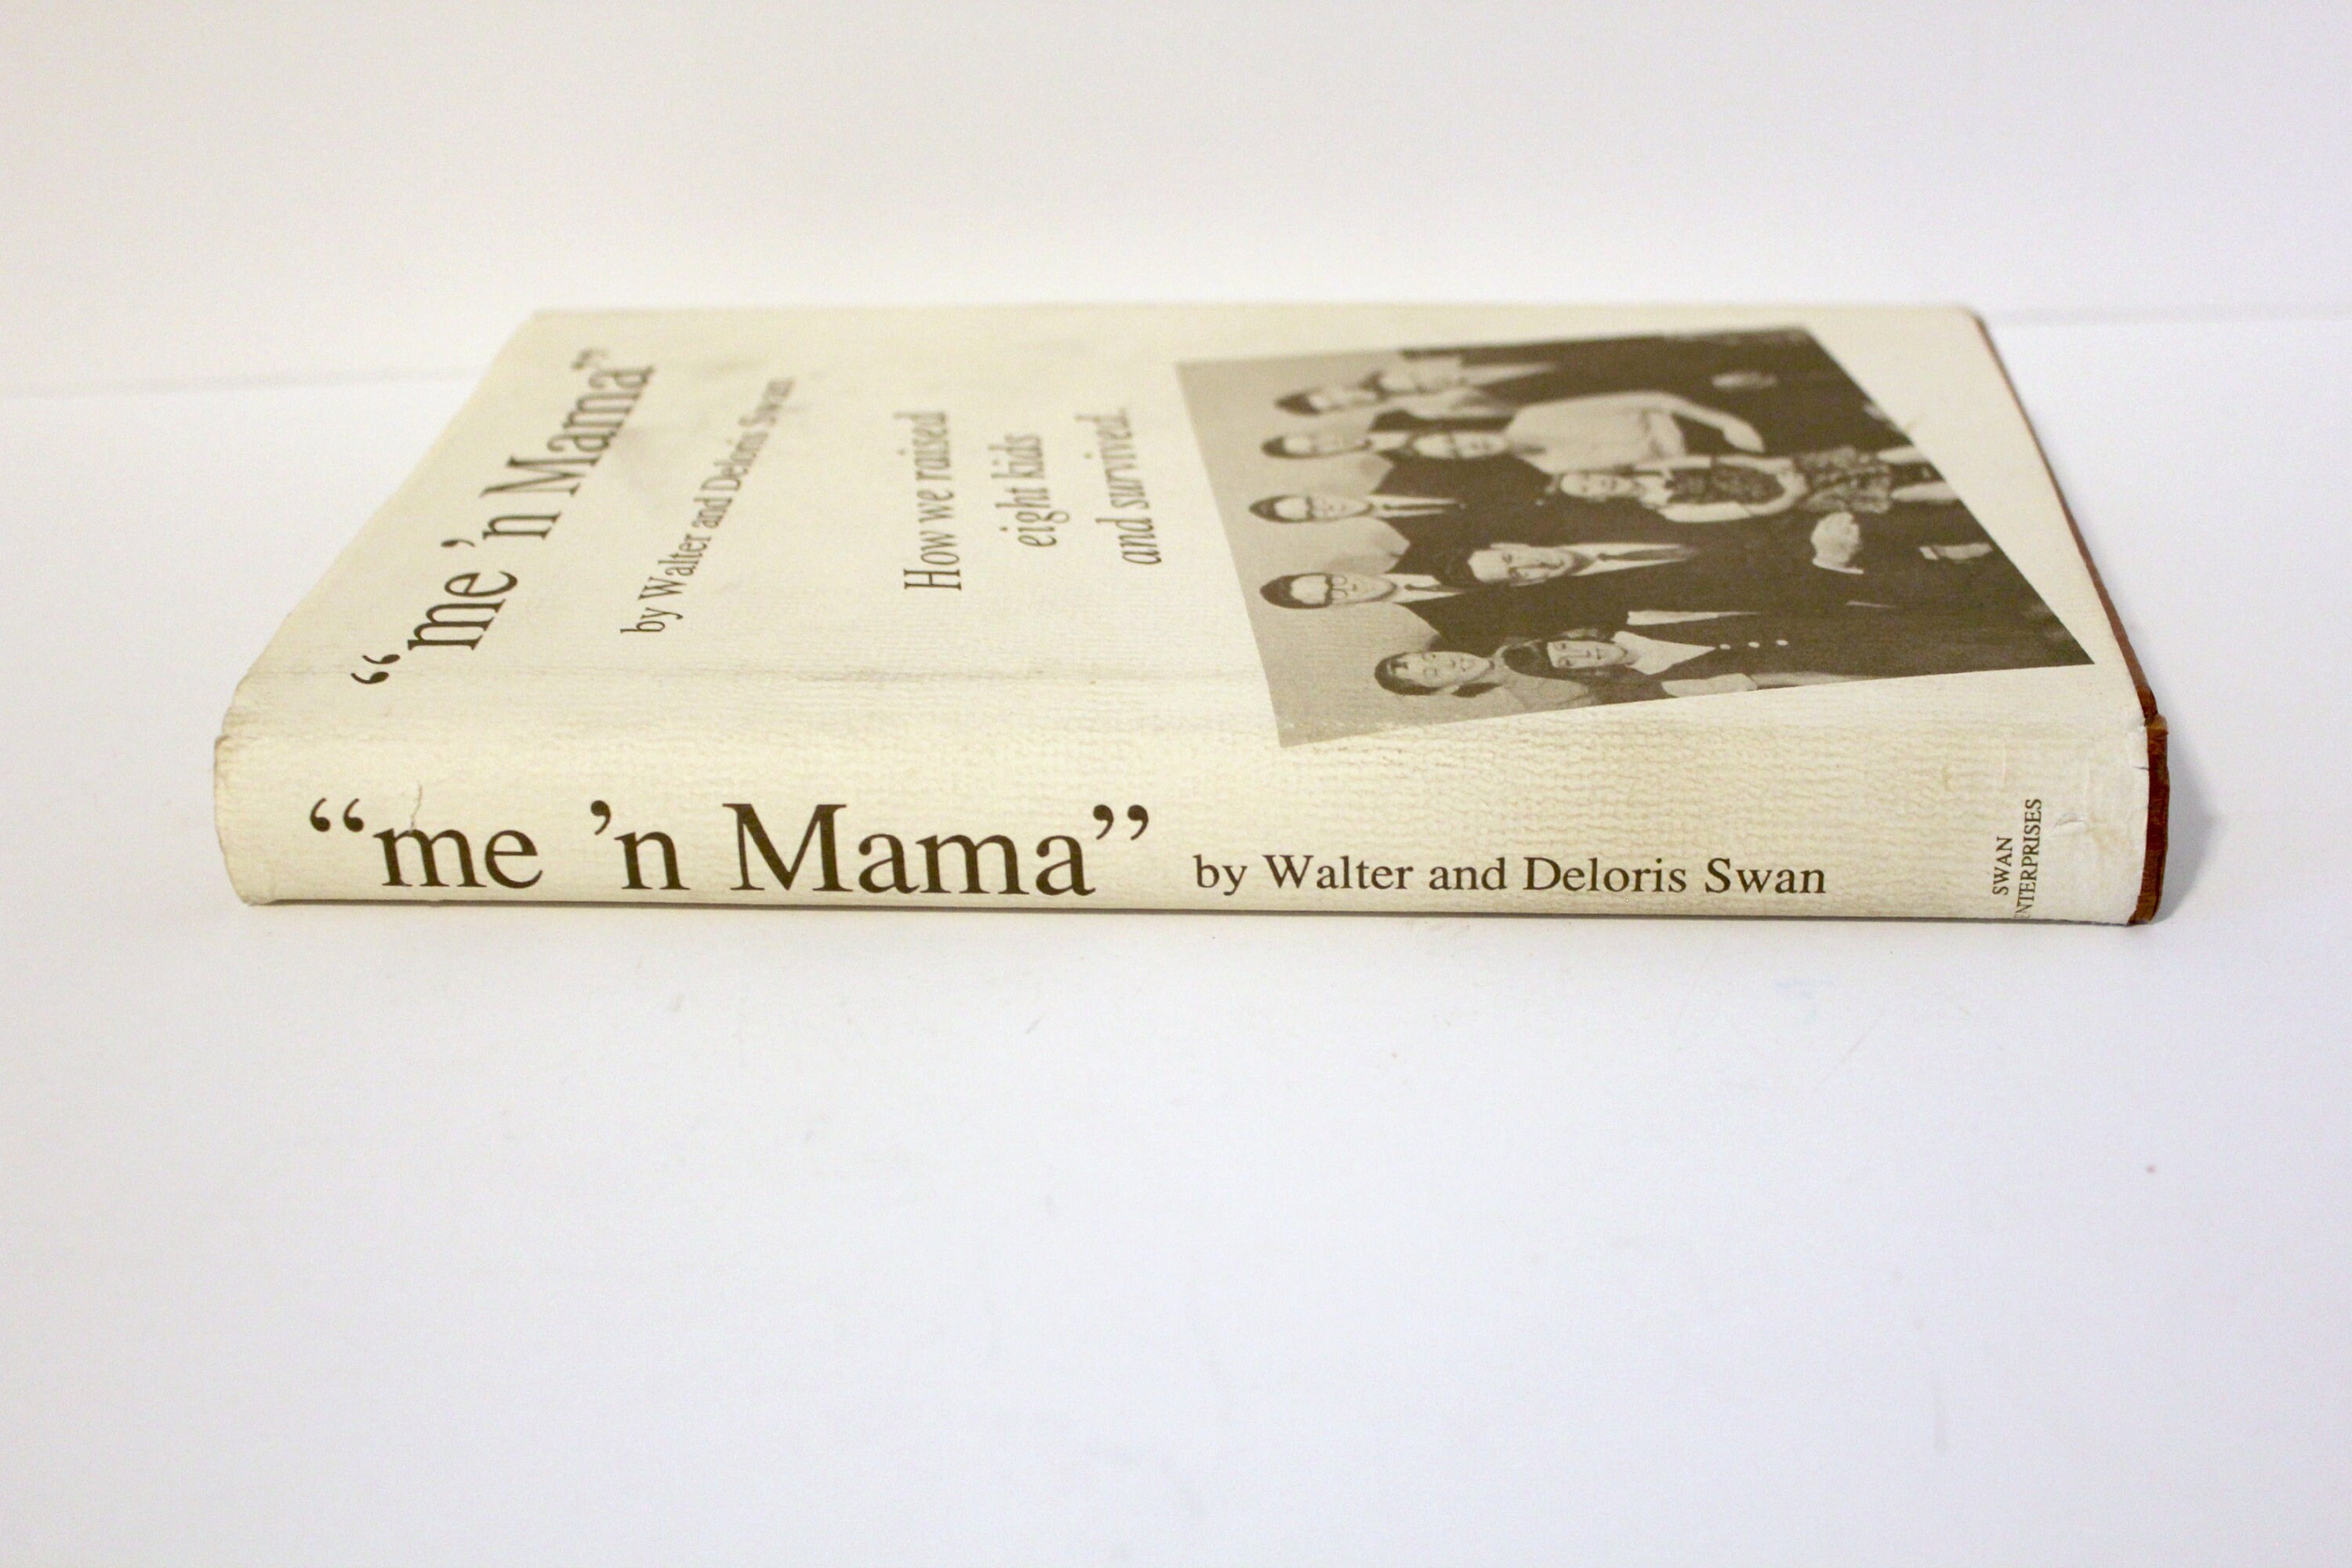 “me ’n Mama”
by Walter and Deloris Swan
How we raised
eight kids
and survived.
“me ’n Mama” by Walter and Deloris Swan
SWAN
ENTERPRISES